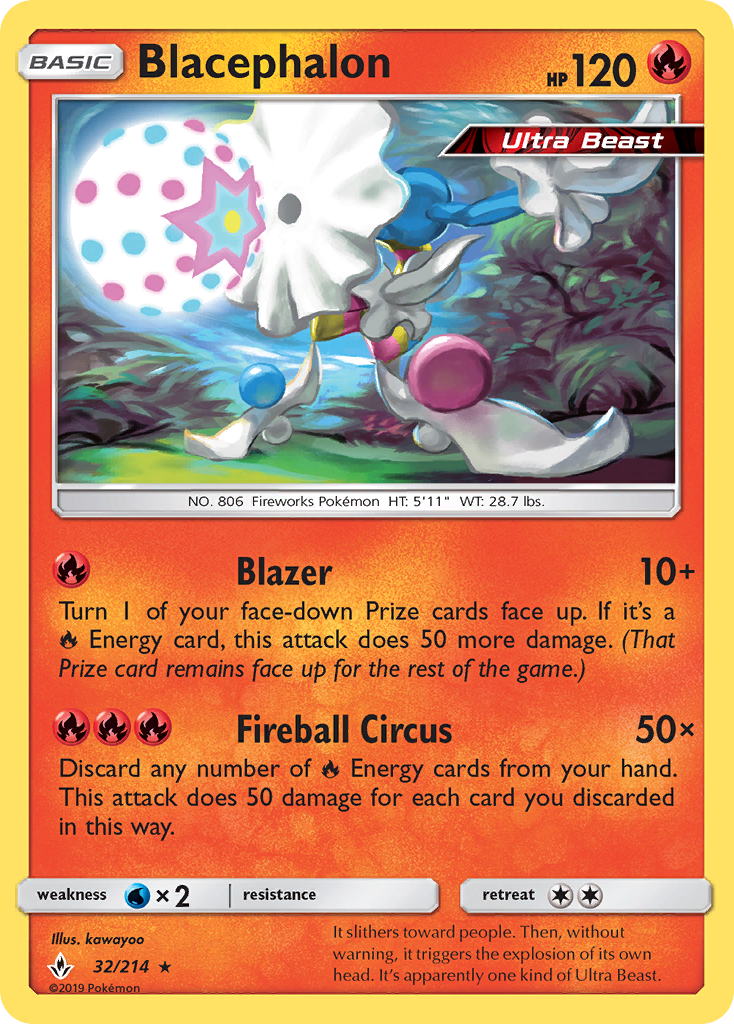 BASIC Blacephalon HP 120
Ultra Beast
NO. 806 Fireworks Pokémon HT: 5'11" WT: 28.7 lbs.
Blazer 10+
Turn 1 of your face-down Prize cards face up. If it's a
Energy card, this attack does 50 more damage. (That
Prize card remains face up for the rest of the game.)
Fireball Circus 50×
Discard any number of Energy cards from your hand.
This attack does 50 damage for each card you discarded
in this way.
weakness ×2 resistance retreat
Illus. kawayoo
32/214 ★
©2019 Pokémon
It slithers toward people. Then, without
warning, it triggers the explosion of its own
head. It's apparently one kind of Ultra Beast.